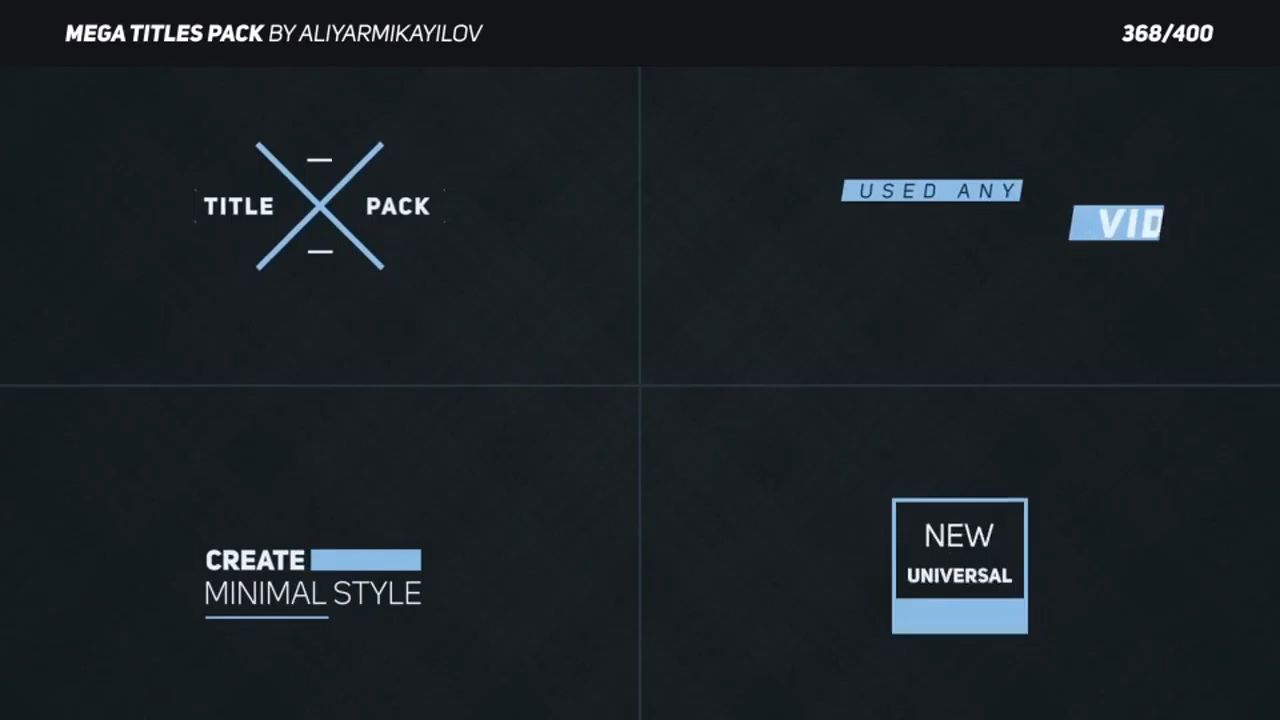 MEGA TITLES PACK BY ALIYARMIKAYILOV
368/400
TITLE PACK
USED ANY
VID
CREATE
MINIMAL STYLE
NEW
UNIVERSAL